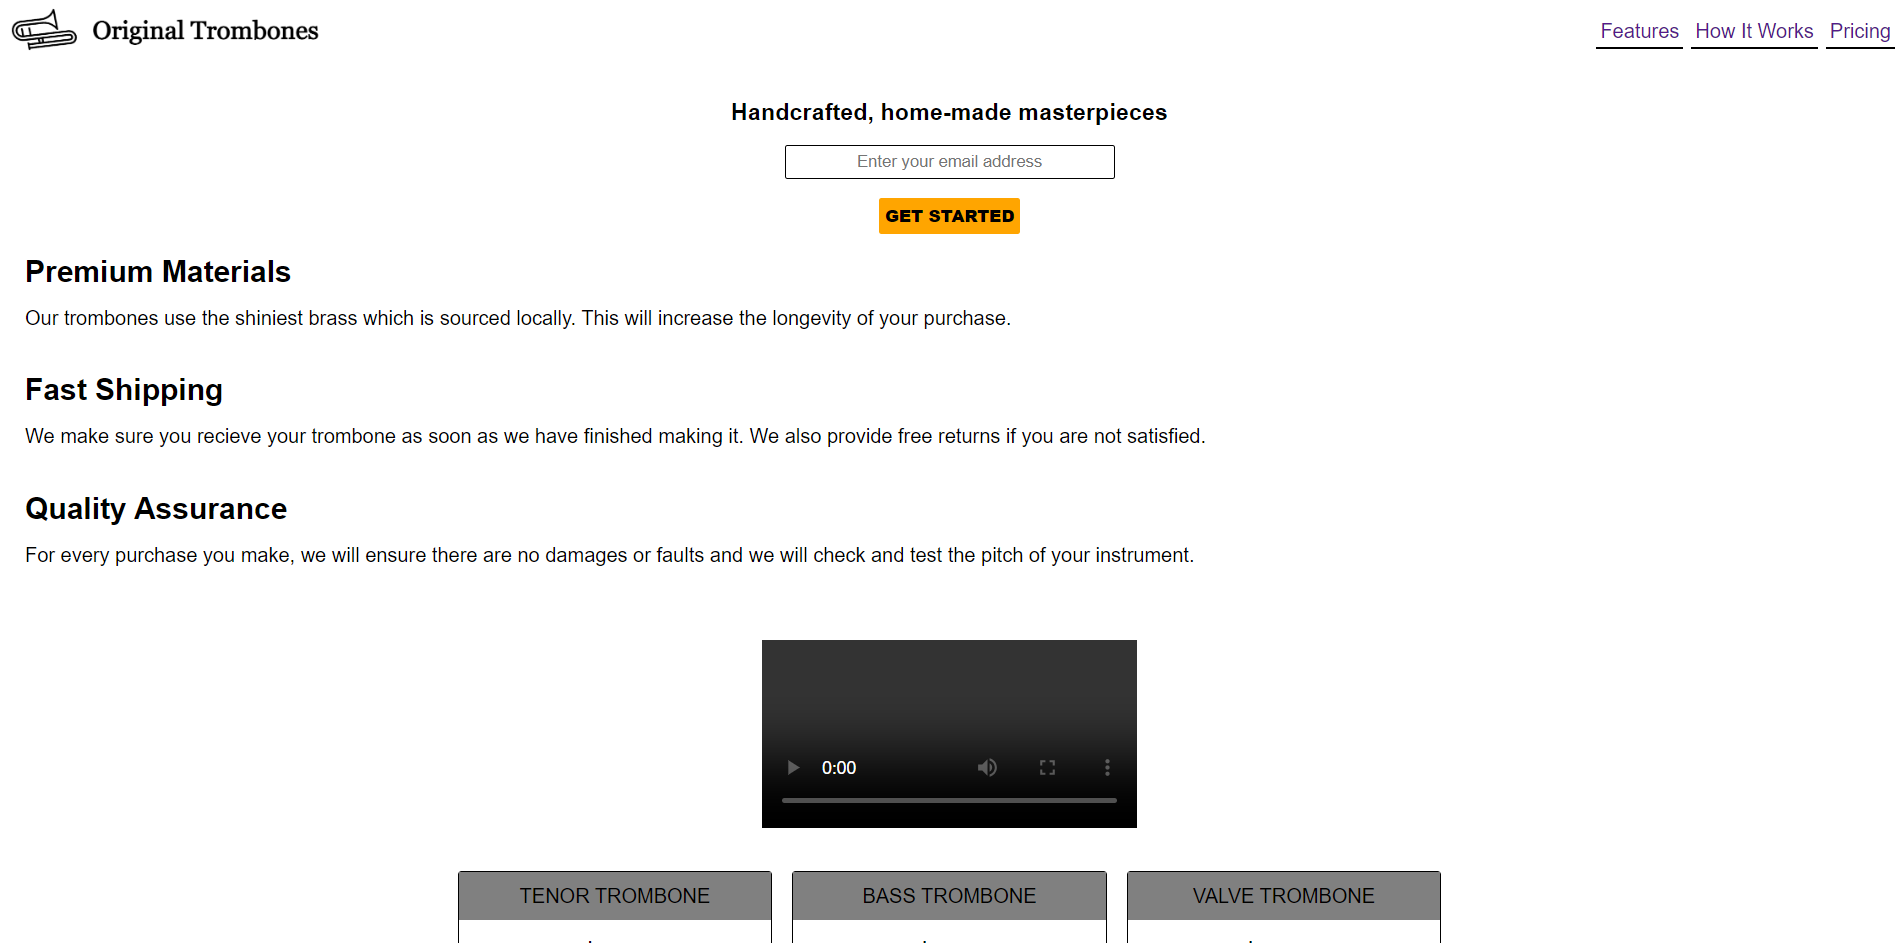 Original Trombones
Features How It Works Pricing
Handcrafted, home-made masterpieces
Enter your email address
GET STARTED
Premium Materials
Our trombones use the shiniest brass which is sourced locally. This will increase the longevity of your purchase.
Fast Shipping
We make sure you recieve your trombone as soon as we have finished making it. We also provide free returns if you are not satisfied.
Quality Assurance
For every purchase you make, we will ensure there are no damages or faults and we will check and test the pitch of your instrument.
0:00
TENOR TROMBONE BASS TROMBONE VALVE TROMBONE